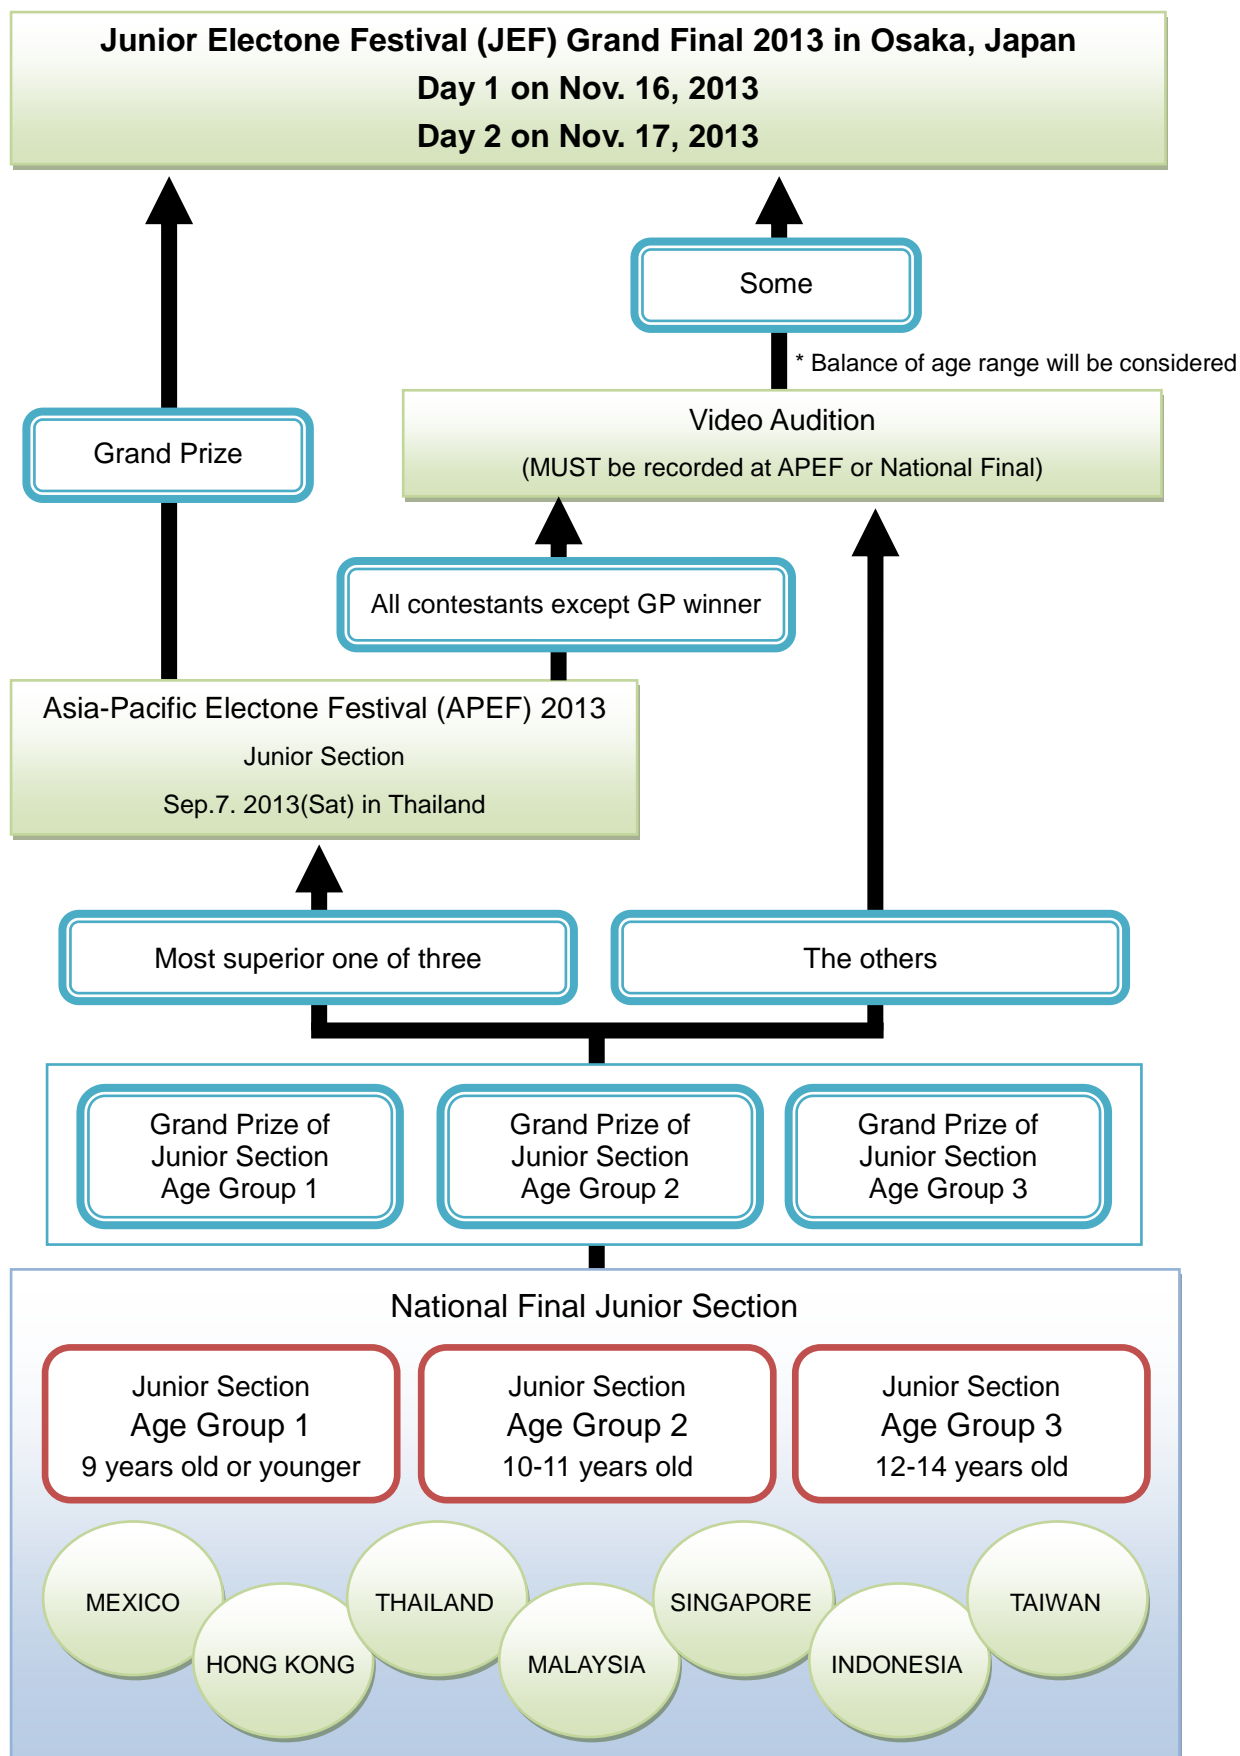 Junior Electone Festival (JEF) Grand Final 2013 in Osaka, Japan
Day 1 on Nov. 16, 2013
Day 2 on Nov. 17, 2013
Some
* Balance of age range will be considered
Grand Prize
Video Audition
(MUST be recorded at APEF or National Final)
All contestants except GP winner
Asia-Pacific Electone Festival (APEF) 2013
Junior Section
Sep.7. 2013(Sat) in Thailand
Most superior one of three
The others
Grand Prize of
Junior Section
Age Group 1
Grand Prize of
Junior Section
Age Group 2
Grand Prize of
Junior Section
Age Group 3
National Final Junior Section
Junior Section
Age Group 1
9 years old or younger
Junior Section
Age Group 2
10-11 years old
Junior Section
Age Group 3
12-14 years old
MEXICO
HONG KONG
THAILAND
MALAYSIA
SINGAPORE
INDONESIA
TAIWAN